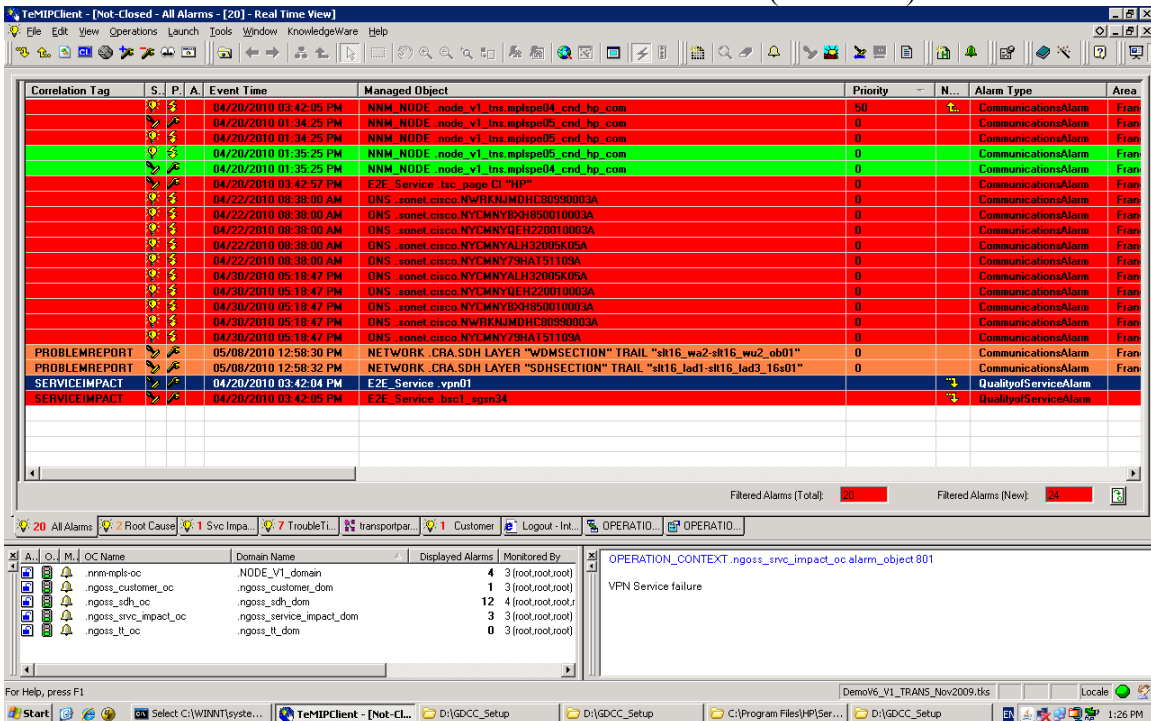 TeMIPClient - [Not-Closed - All Alarms - [20] - Real Time View]
File Edit View Operations Launch Tools Window KnowledgeWare Help
Correlation Tag S.. P. A. Event Time Managed Object Priority N... Alarm Type Area
04/20/2010 03:42:05 PM NNM_NODE .node_v1_tns.mplspe04_cnd_hp_com 50 CommunicationsAlarm Fran
04/20/2010 01:34:25 PM NNM_NODE .node_v1_tns.mplspe05_cnd_hp_com 0 CommunicationsAlarm Fran
04/20/2010 01:34:25 PM NNM_NODE .node_v1_tns.mplspe05_cnd_hp_com 0 CommunicationsAlarm Fran
04/20/2010 01:35:25 PM NNM_NODE .node_v1_tns.mplspe05_cnd_hp_com 0 CommunicationsAlarm Fran
04/20/2010 01:35:25 PM NNM_NODE .node_v1_tns.mplspe04_cnd_hp_com 0 CommunicationsAlarm Fran
04/20/2010 03:42:57 PM E2E_Service .tsc_page CI "HP" 0 CommunicationsAlarm Fran
04/22/2010 08:38:00 AM ONS .sonet.cisco.NWRKNJMDHC80990003A 0 CommunicationsAlarm Fran
04/22/2010 08:38:00 AM ONS .sonet.cisco.NYCMNYBXH850010003A 0 CommunicationsAlarm Fran
04/22/2010 08:38:00 AM ONS .sonet.cisco.NYCMNYQEH220010003A 0 CommunicationsAlarm Fran
04/22/2010 08:38:00 AM ONS .sonet.cisco.NYCMNYALH32005K05A 0 CommunicationsAlarm Fran
04/22/2010 08:38:00 AM ONS .sonet.cisco.NYCMNY79HAT51109A 0 CommunicationsAlarm Fran
04/30/2010 05:18:47 PM ONS .sonet.cisco.NYCMNYALH32005K05A 0 CommunicationsAlarm Fran
04/30/2010 05:18:47 PM ONS .sonet.cisco.NYCMNYQEH220010003A 0 CommunicationsAlarm Fran
04/30/2010 05:18:47 PM ONS .sonet.cisco.NYCMNYBXH850010003A 0 CommunicationsAlarm Fran
04/30/2010 05:18:47 PM ONS .sonet.cisco.NWRKNJMDHC80990003A 0 CommunicationsAlarm Fran
04/30/2010 05:18:47 PM ONS .sonet.cisco.NYCMNY79HAT51109A 0 CommunicationsAlarm Fran
PROBLEMREPORT 05/08/2010 12:58:30 PM NETWORK .CRA.SDH LAYER "WDMSECTION" TRAIL "slt16_wa2-slt16_wu2_ob01" 0 CommunicationsAlarm Fran
PROBLEMREPORT 05/08/2010 12:58:32 PM NETWORK .CRA.SDH LAYER "SDHSECTION" TRAIL "slt16_lad1-slt16_lad3_16s01" 0 CommunicationsAlarm Fran
SERVICEIMPACT 04/20/2010 03:42:04 PM E2E_Service .vpn01 QualityofServiceAlarm
SERVICEIMPACT 04/20/2010 03:42:05 PM E2E_Service .bsc1_sgsn34 QualityofServiceAlarm
Filtered Alarms (Total): 20 Filtered Alarms (New): 24
20 All Alarms 2 Root Cause 1 Svc Impa... 7 TroubleTi... transportpar... 1 Customer Logout - Int... OPERATIO... OPERATIO...
A.. O.. M.. OC Name Domain Name Displayed Alarms Monitored By
.nnm-mpls-oc .NODE_V1_domain 4 3 (root,root,root)
.ngoss_customer_oc .ngoss_customer_dom 1 3 (root,root,root)
.ngoss_sdh_oc .ngoss_sdh_dom 12 4 (root,root,root,r
.ngoss_srvc_impact_oc .ngoss_service_impact_dom 3 3 (root,root,root)
.ngoss_tt_oc .ngoss_tt_dom 0 3 (root,root,root)
OPERATION_CONTEXT .ngoss_srvc_impact_oc alarm_object 801
VPN Service failure
For Help, press F1 DemoV6_V1_TRANS_Nov2009.tks Locale
Start Select C:\WINNT\syste... TeMIPClient - [Not-Cl... D:\GDCC_Setup D:\GDCC_Setup C:\Program Files\HP\Ser... D:\GDCC_Setup EN 1:26 PM